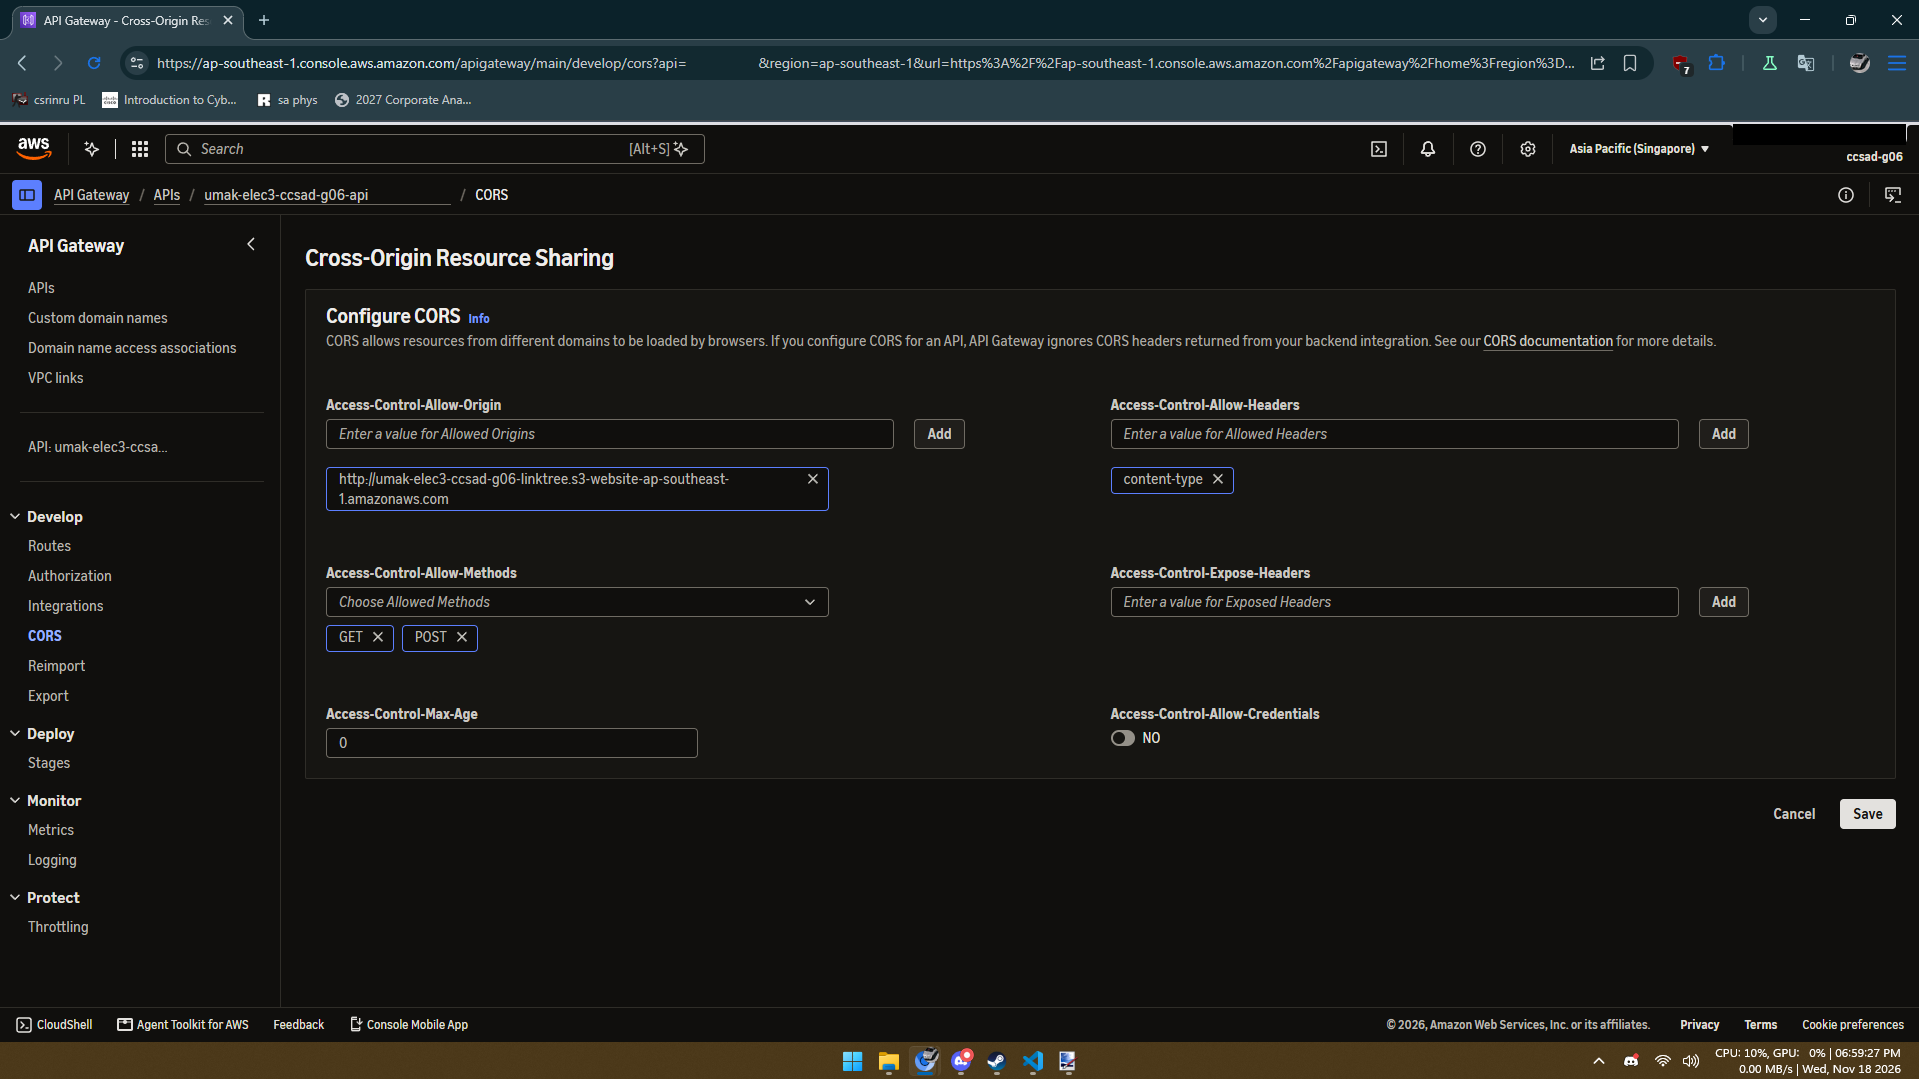 API Gateway - Cross-Origin Res
https://ap-southeast-1.console.aws.amazon.com/apigateway/main/develop/cors?api= &region=ap-southeast-1&url=https%3A%2F%2Fap-southeast-1.console.aws.amazon.com%2Fapigateway%2Fhome%3Fregion%3D...
7
csrinru PL
Introduction to Cyb...
sa phys
2027 Corporate Ana...
aws
Search
[Alt+S]
Asia Pacific (Singapore)
ccsad-g06
API Gateway / APIs / umak-elec3-ccsad-g06-api / CORS
API Gateway
APIs
Custom domain names
Domain name access associations
VPC links
API: umak-elec3-ccsa...
Develop
Routes
Authorization
Integrations
CORS
Reimport
Export
Deploy
Stages
Monitor
Metrics
Logging
Protect
Throttling
Cross-Origin Resource Sharing
Configure CORS Info
CORS allows resources from different domains to be loaded by browsers. If you configure CORS for an API, API Gateway ignores CORS headers returned from your backend integration. See our CORS documentation for more details.
Access-Control-Allow-Origin
Enter a value for Allowed Origins
Add
http://umak-elec3-ccsad-g06-linktree.s3-website-ap-southeast-
1.amazonaws.com
Access-Control-Allow-Headers
Enter a value for Allowed Headers
Add
content-type
Access-Control-Allow-Methods
Choose Allowed Methods
GET
POST
Access-Control-Expose-Headers
Enter a value for Exposed Headers
Add
Access-Control-Max-Age
0
Access-Control-Allow-Credentials
NO
Cancel
Save
CloudShell
Agent Toolkit for AWS
Feedback
Console Mobile App
© 2026, Amazon Web Services, Inc. or its affiliates.
Privacy
Terms
Cookie preferences
CPU: 10%, GPU: 0% | 06:59:27 PM
0.00 MB/s | Wed, Nov 18 2026